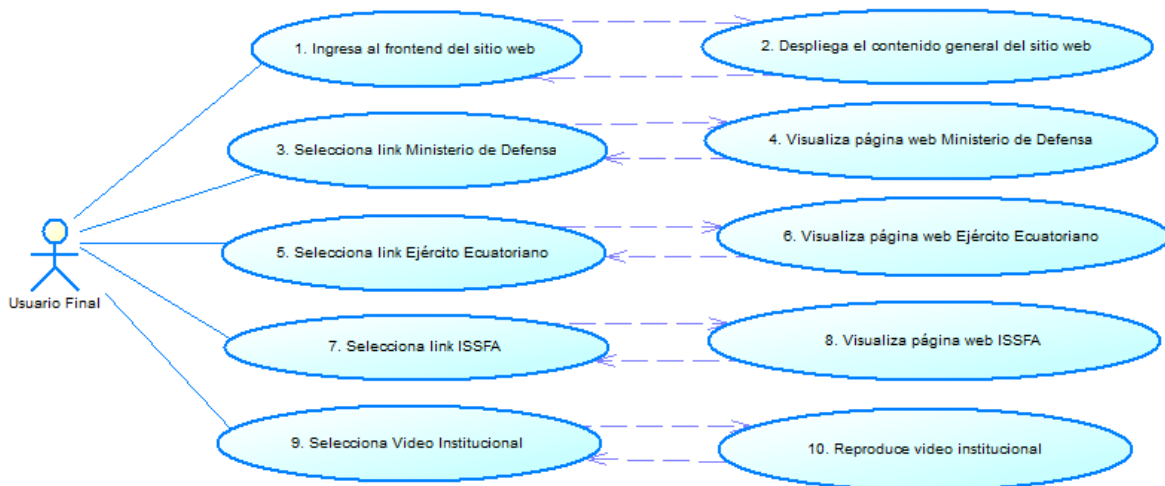 1. Ingresa al frontend del sitio web
2. Despliega el contenido general del sitio web
3. Selecciona link Ministerio de Defensa
4. Visualiza página web Ministerio de Defensa
5. Selecciona link Ejército Ecuatoriano
6. Visualiza página web Ejército Ecuatoriano
Usuario Final
7. Selecciona link ISSFA
8. Visualiza página web ISSFA
9. Selecciona Video Institucional
10. Reproduce video institucional